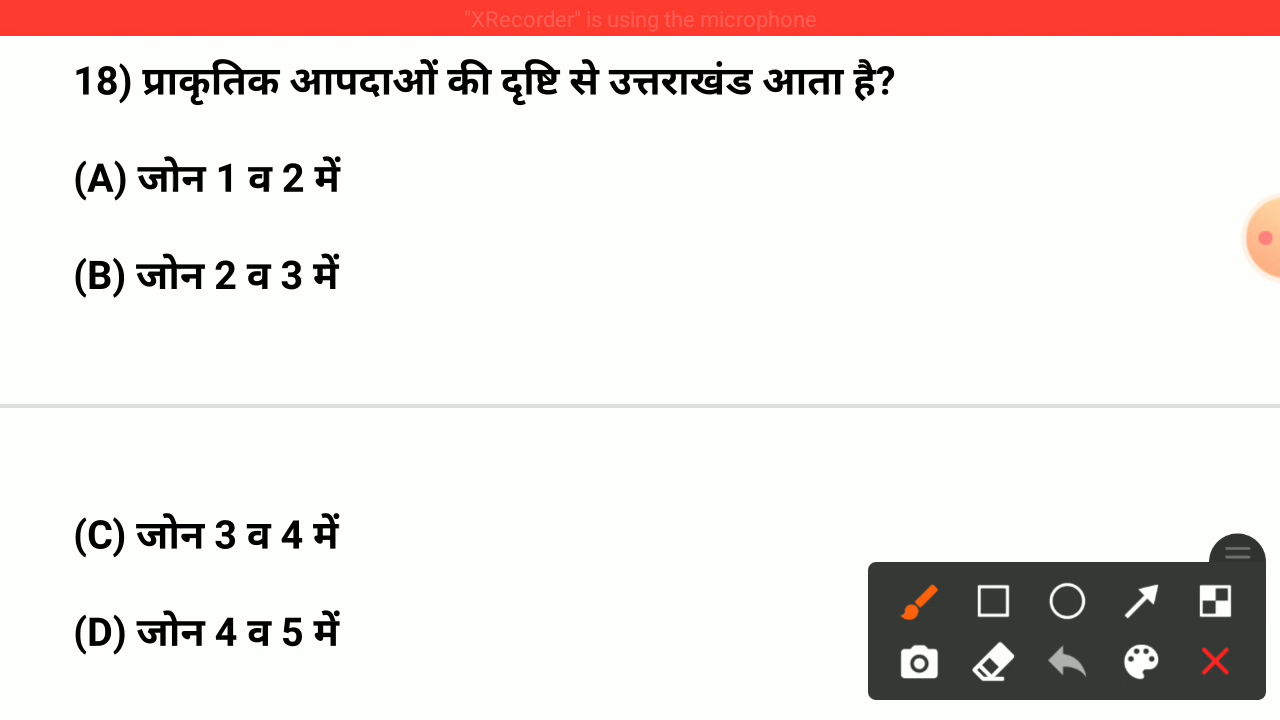 "XRecorder" is using the microphone
18) प्राकृतिक आपदाओं की दृष्टि से उत्तराखंड आता है?
(A) जोन 1 व 2 में
(B) जोन 2 व 3 में
(C) जोन 3 व 4 में
(D) जोन 4 व 5 में